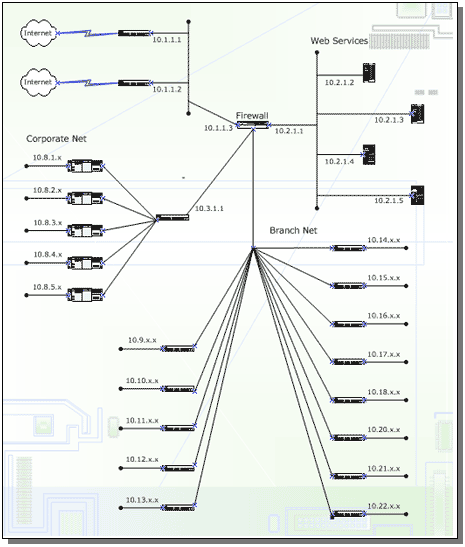 Internet
10.1.1.1
Web Services
10.2.1.2
Internet
10.1.1.2
10.2.1.3
Firewall
10.1.1.3
10.2.1.1
Corporate Net
10.2.1.4
10.8.1.x
10.8.2.x
10.2.1.5
10.3.1.1
10.8.3.x
Branch Net
10.14.x.x
10.8.4.x
10.15.x.x
10.8.5.x
10.16.x.x
10.9.x.x
10.17.x.x
10.10.x.x
10.18.x.x
10.11.x.x
10.20.x.x
10.12.x.x
10.21.x.x
10.13.x.x
10.22.x.x